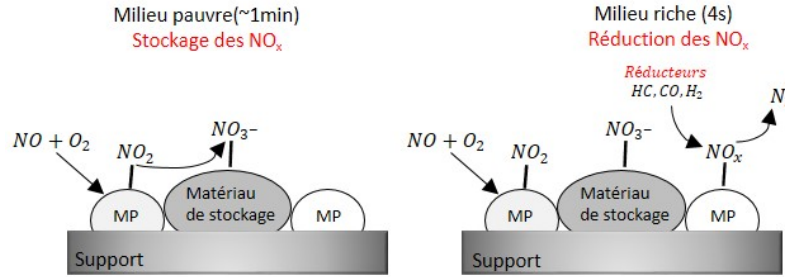 Milieu pauvre(~1min)
Stockage des NOₓ
NO + O₂
NO₂
NO₃₋
MP
Matériau
de stockage
MP
Support
Milieu riche (4s)
Réduction des NOₓ
Réducteurs
HC, CO, H₂
N
NO + O₂
NO₂
NO₃₋
NOₓ
MP
Matériau
de stockage
MP
Support